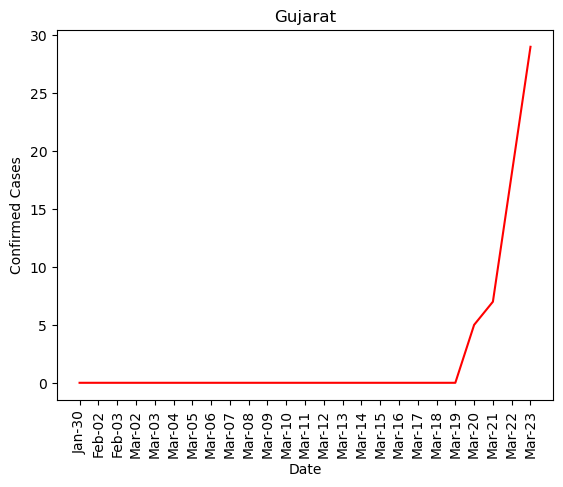 Gujarat
30
25
20
15
10
5
0
Confirmed Cases
Jan-30
Feb-02
Feb-03
Mar-02
Mar-03
Mar-04
Mar-05
Mar-06
Mar-07
Mar-08
Mar-09
Mar-10
Mar-11
Mar-12
Mar-13
Mar-14
Mar-15
Mar-16
Mar-17
Mar-18
Mar-19
Mar-20
Mar-21
Mar-22
Mar-23
Date